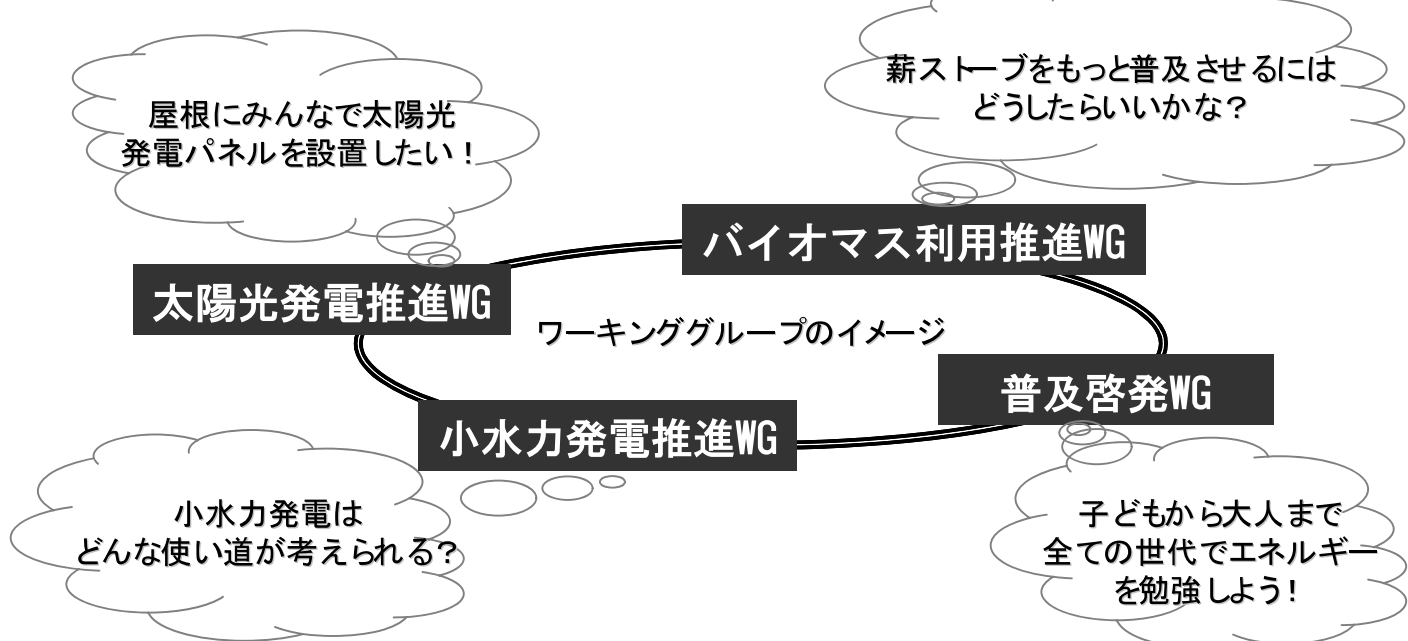 屋根にみんなで太陽光
発電パネルを設置したい！
薪ストーブをもっと普及させるには
どうしたらいいかな？
バイオマス利用推進WG
太陽光発電推進WG
ワーキンググループのイメージ
普及啓発WG
小水力発電推進WG
小水力発電は
どんな使い道が考えられる？
子どもから大人まで
全ての世代でエネルギー
を勉強しよう！